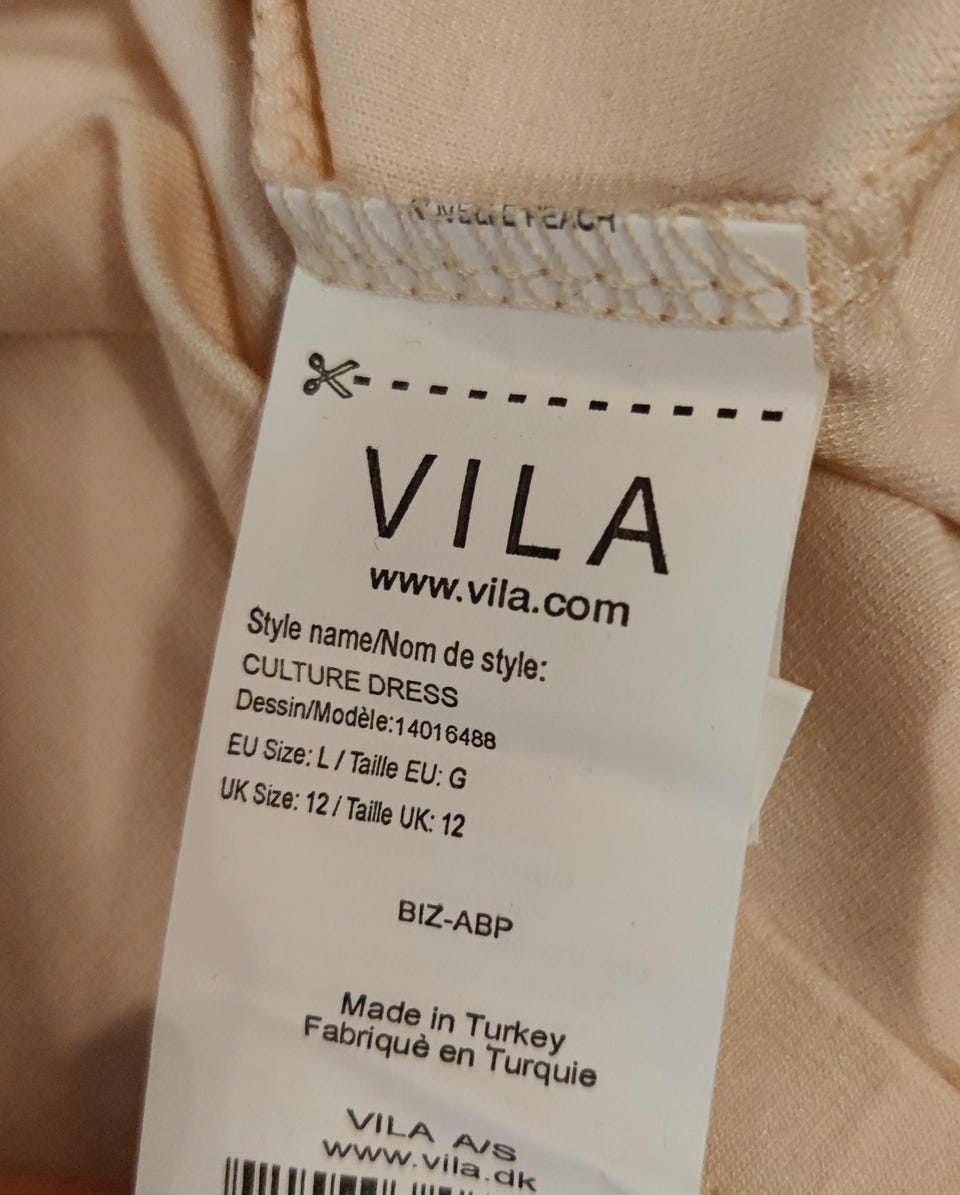 PEACH
VILA
www.vila.com
Style name/Nom de style:
CULTURE DRESS
Dessin/Modèle:14016488
EU Size: L / Taille EU: G
UK Size: 12 / Taille UK: 12
BIZ-ABP
Made in Turkey
Fabriquè en Turquie
VILA A/S
www.vila.dk